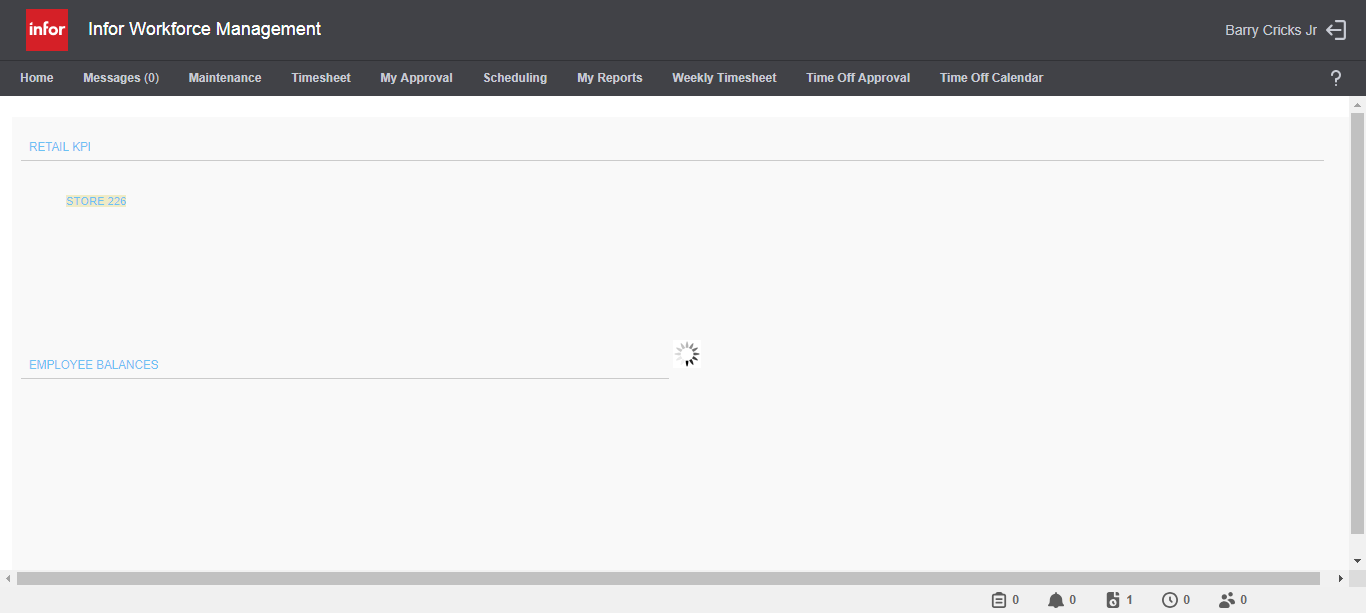 infor Infor Workforce Management Barry Cricks Jr
Home Messages (0) Maintenance Timesheet My Approval Scheduling My Reports Weekly Timesheet Time Off Approval Time Off Calendar ?
RETAIL KPI
STORE 226
EMPLOYEE BALANCES
0 0 1 0 0